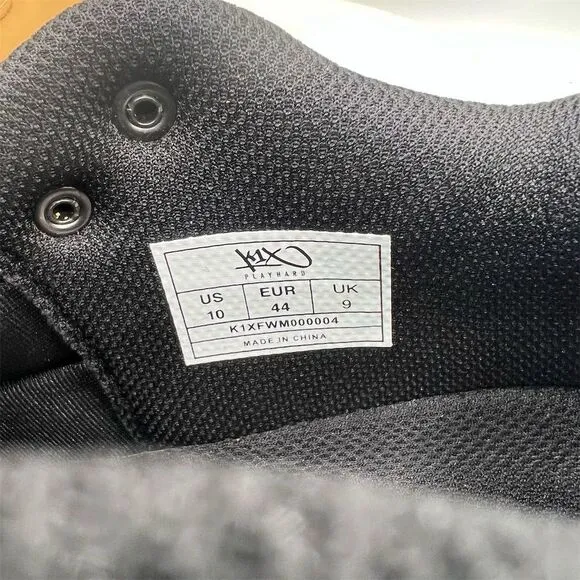 K1X
PLAYHARD
US EUR UK
10 44 9
K1XFWM000004
MADE IN CHINA